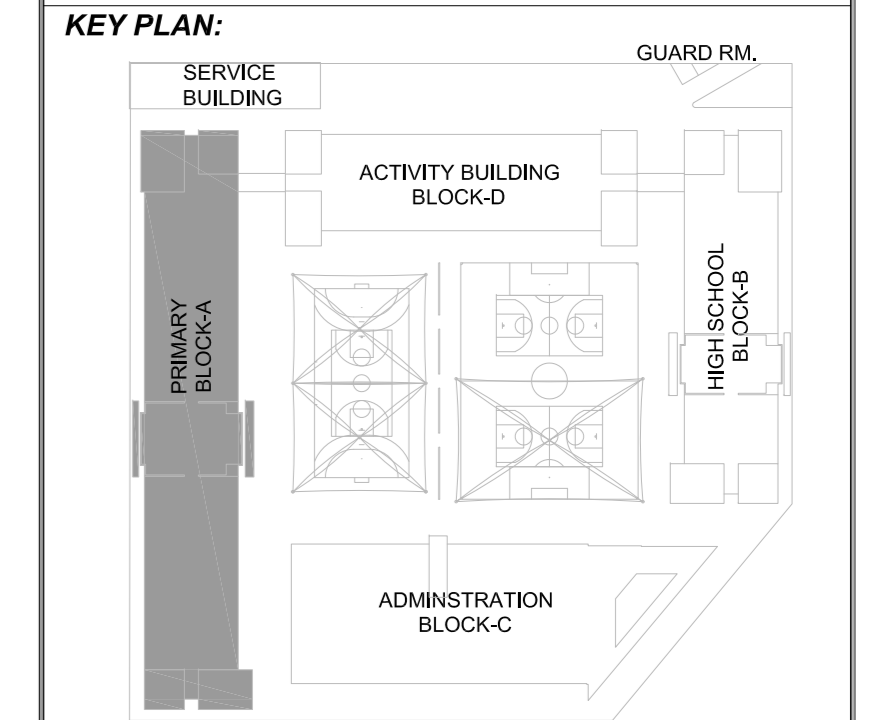 KEY PLAN:
GUARD RM.
SERVICE
BUILDING
ACTIVITY BUILDING
BLOCK-D
PRIMARY
BLOCK-A
HIGH SCHOOL
BLOCK-B
ADMINSTRATION
BLOCK-C